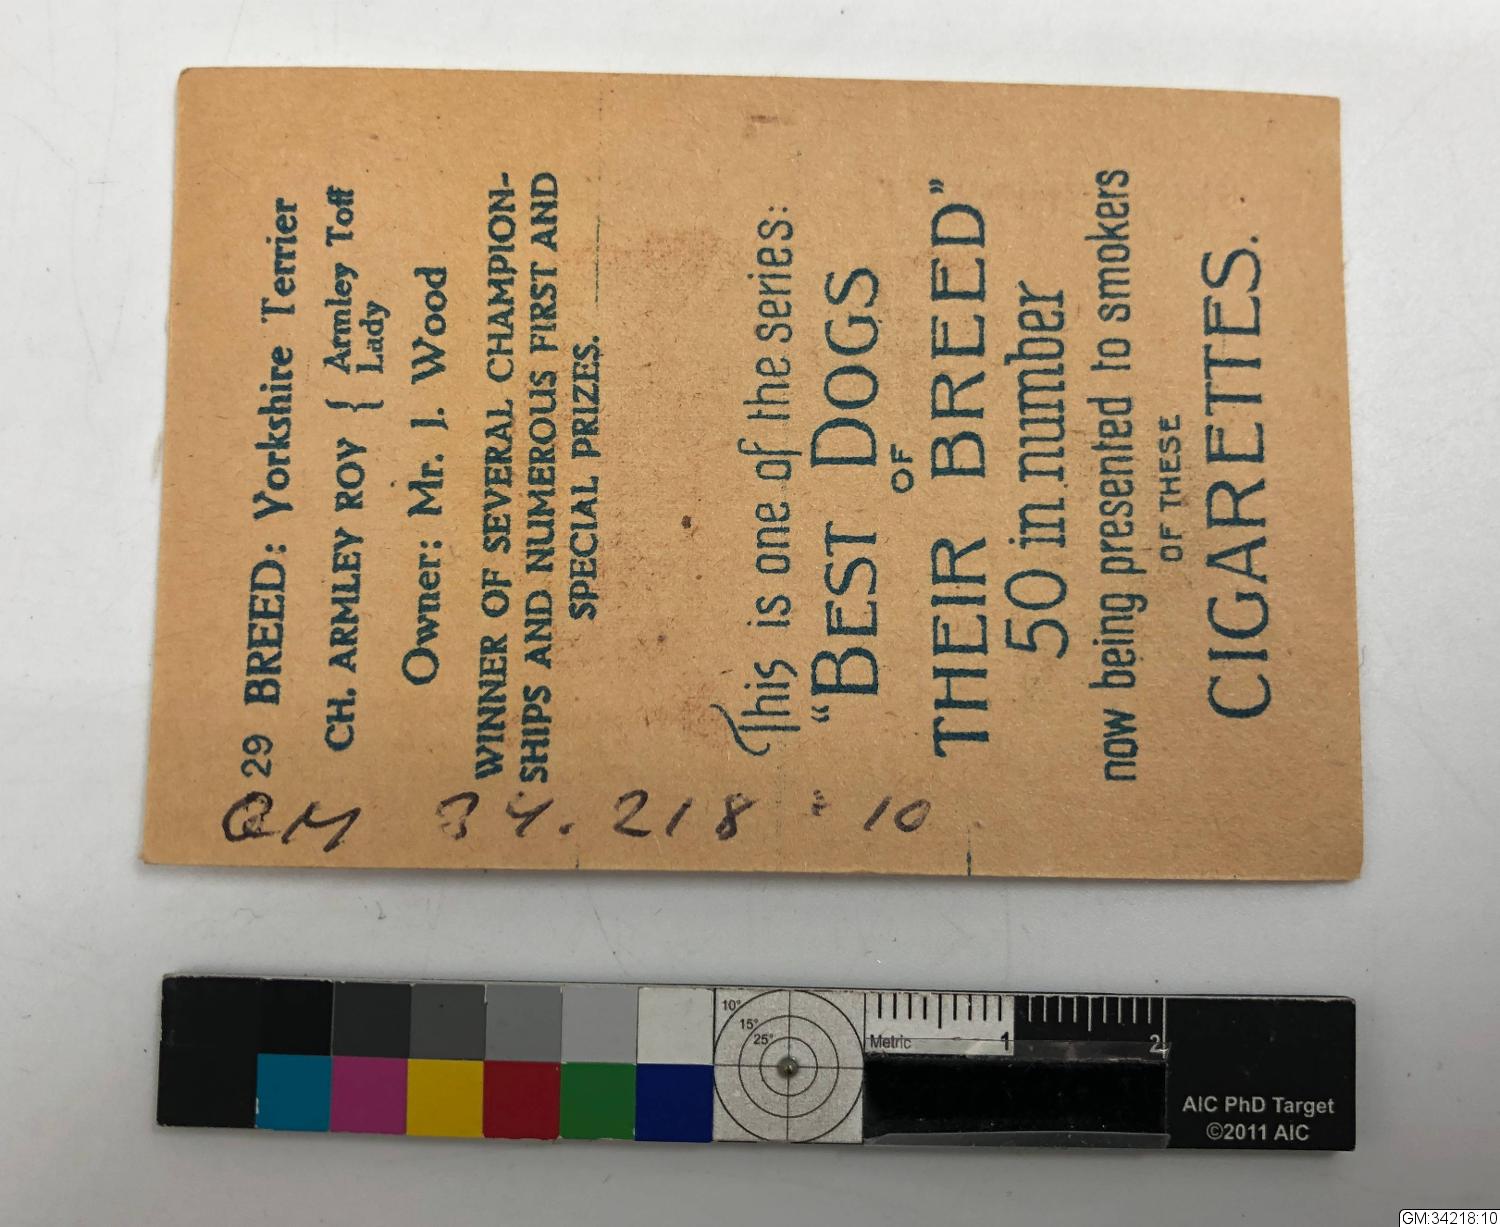 29 BREED: Yorkshire Terrier
CH. ARMLEY ROY { Armley Toff
{ Lady
Owner: Mr. J. Wood
WINNER OF SEVERAL CHAMPION-
SHIPS AND NUMEROUS FIRST AND
SPECIAL PRIZES.
This is one of the series:
“BEST DOGS
OF
THEIR BREED”
50 in number
now being presented to smokers
OF THESE
CIGARETTES.
GM 34.218:10
10°
15°
25°
Metric 1 2
AIC PhD Target
©2011 AIC
GM:34218:10